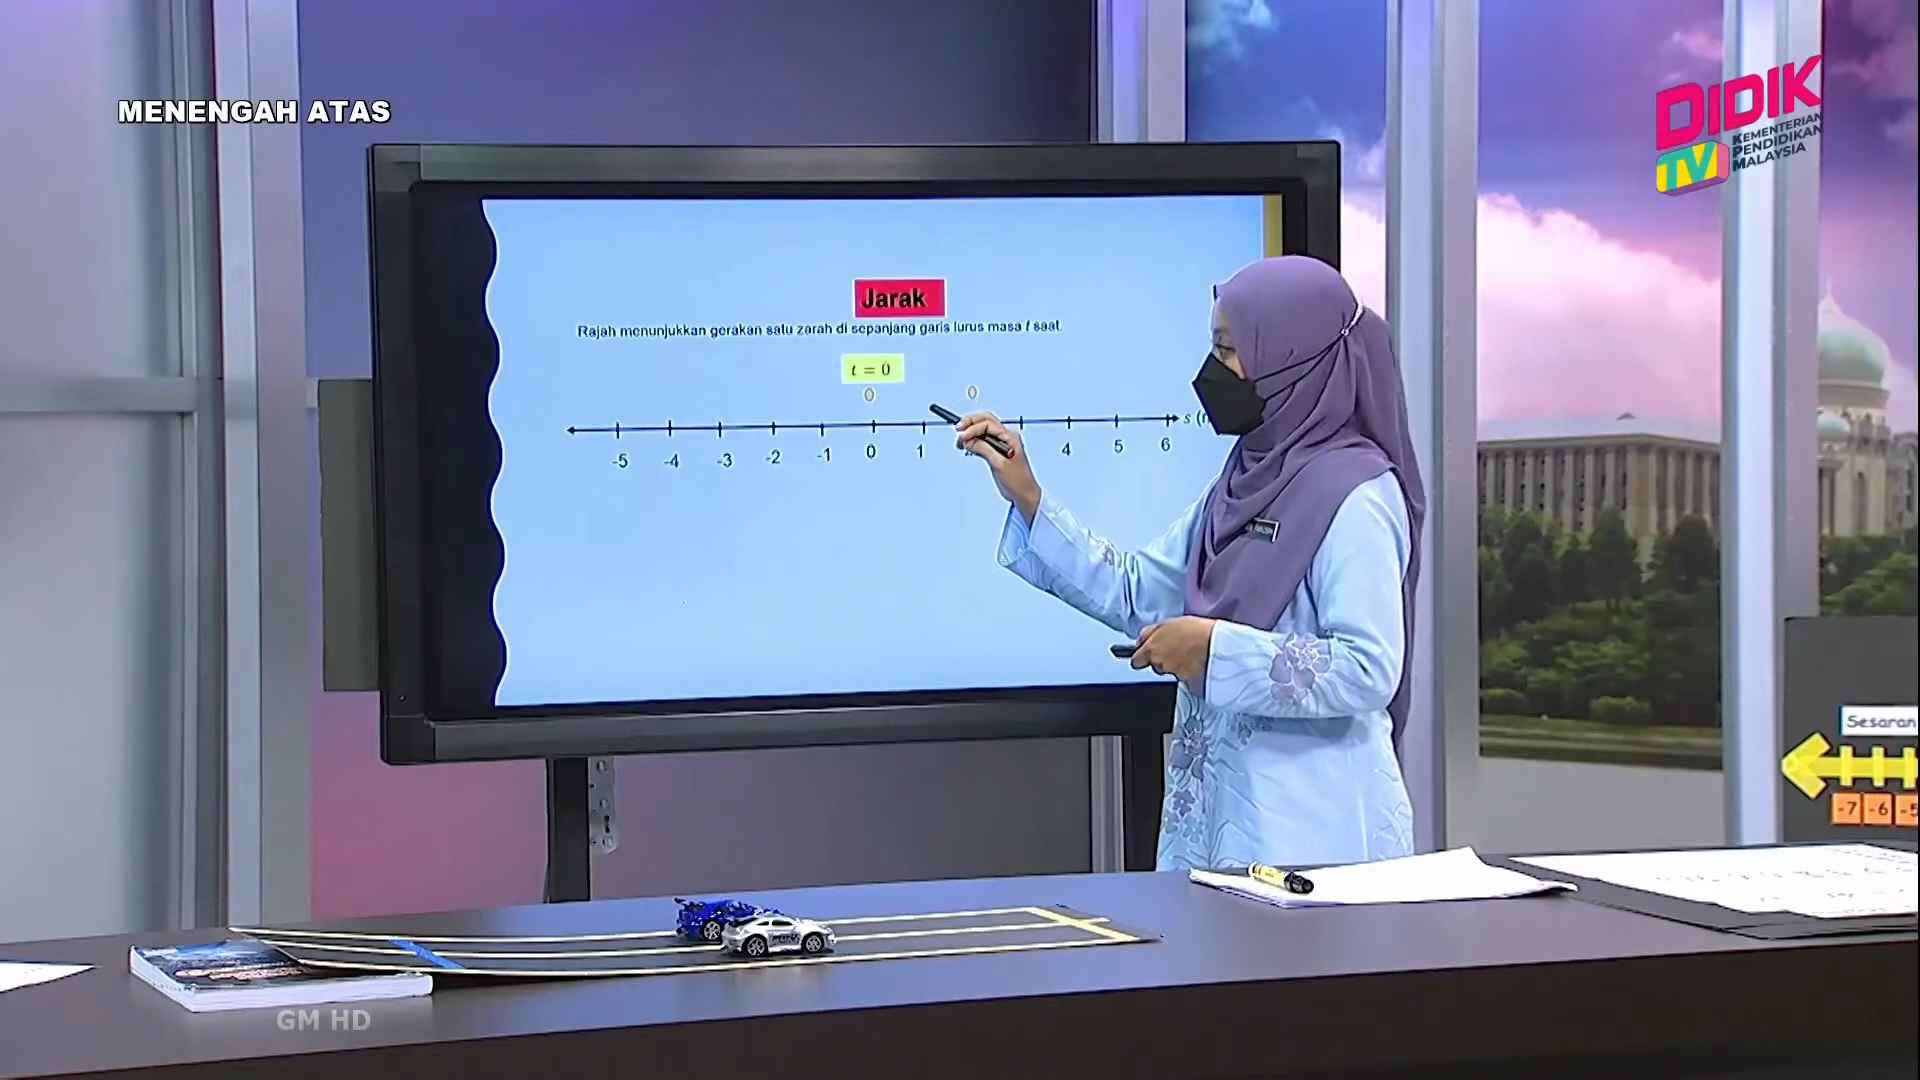 MENENGAH ATAS
DIDIK
TV
KEMENTERIAN
PENDIDIKAN
MALAYSIA
Jarak
Rajah menunjukkan gerakan satu zarah di sepanjang garis lurus masa t saat.
t = 0
0 0
s
-5 -4 -3 -2 -1 0 1 4 5 6
Sesaran
-7 -6 -5
GM HD